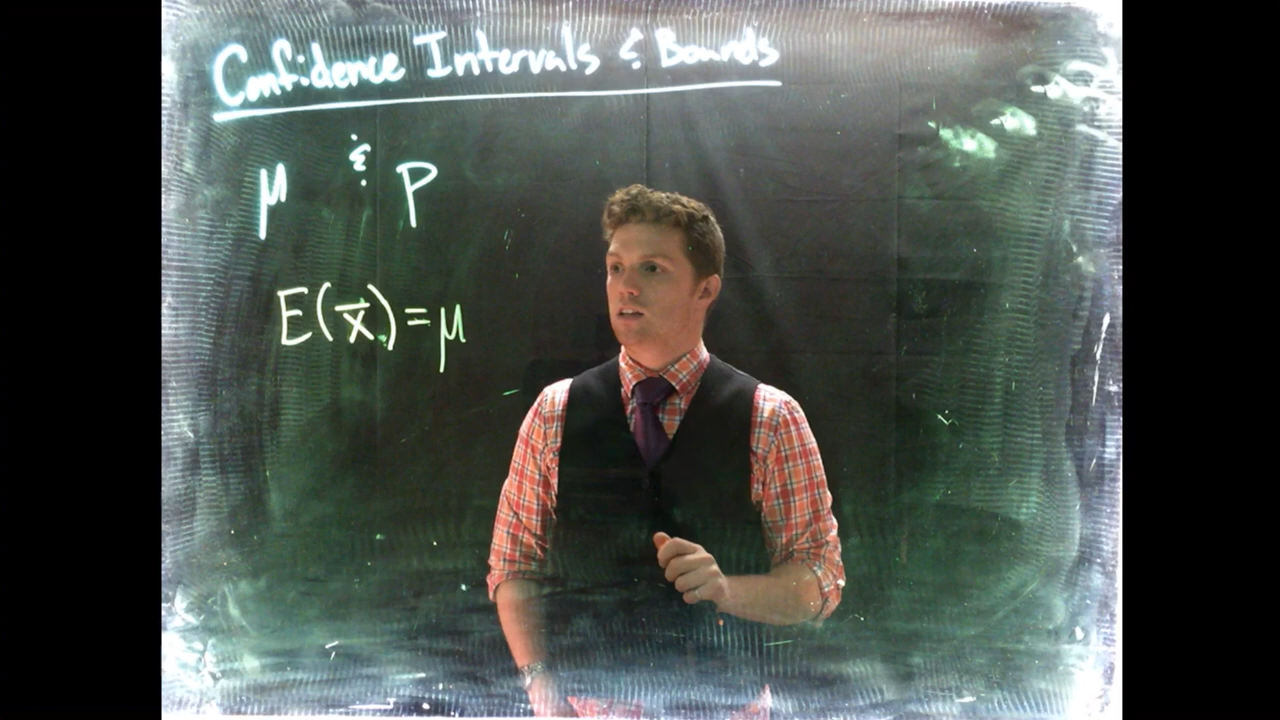 Confidence Intervals & Bounds
μ & p
E(x̄)=μ